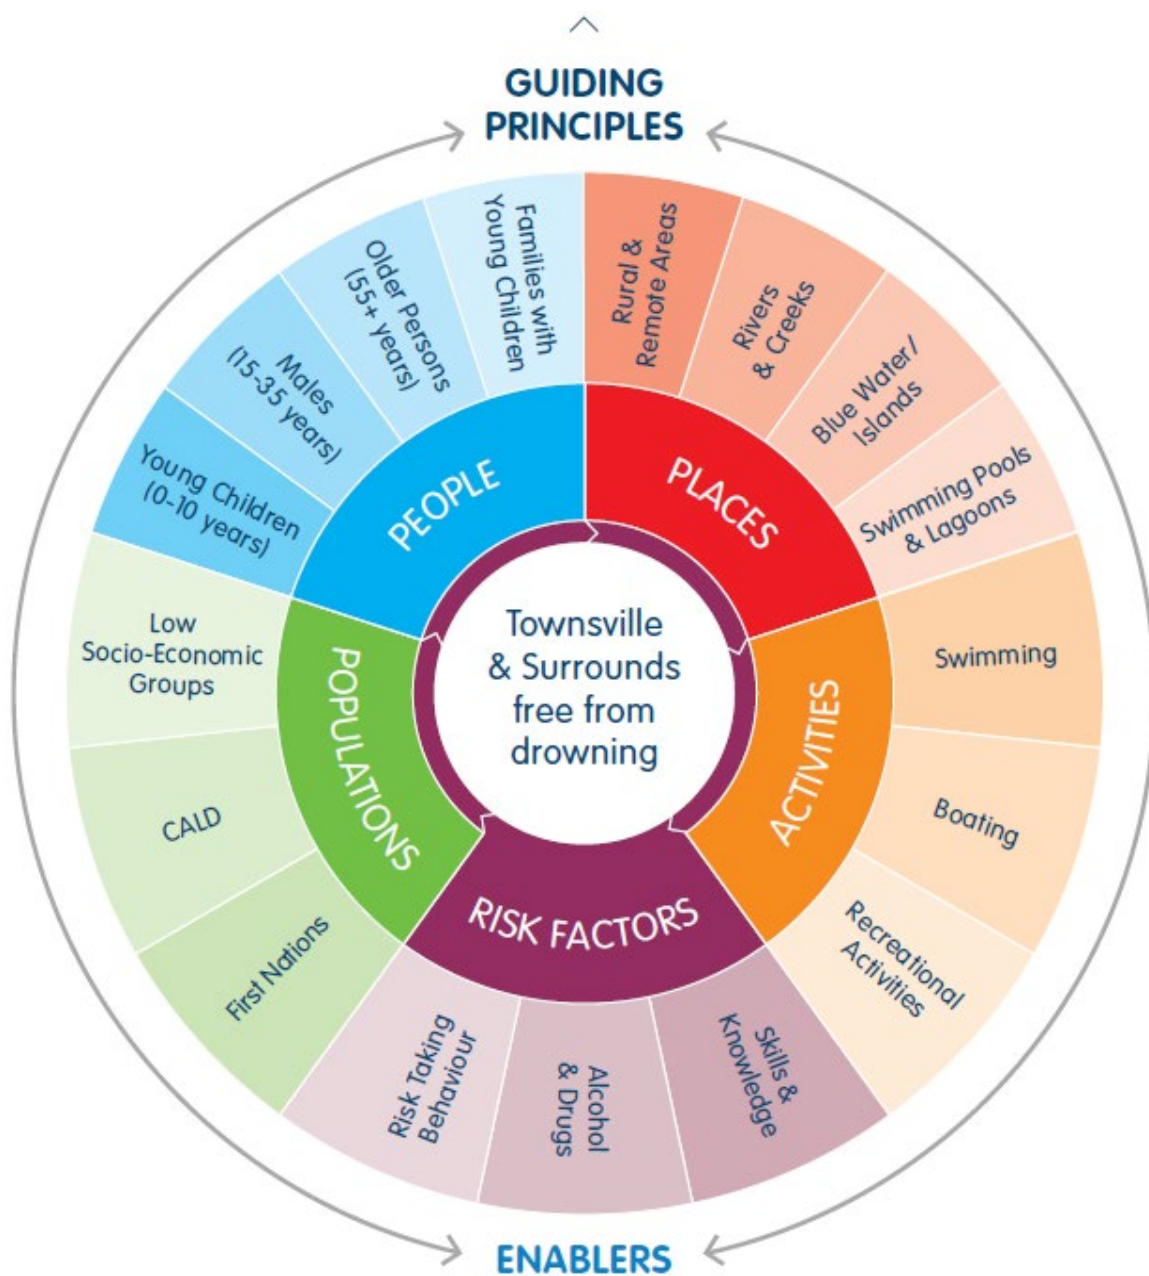 GUIDING
PRINCIPLES
Families with
Young Children
Older Persons
(55+ years)
Males
(15-35 years)
Young Children
(0-10 years)
PEOPLE
Rural &
Remote Areas
Rivers
& Creeks
Blue Water/
Islands
Swimming Pools
& Lagoons
PLACES
Swimming
Boating
Recreational
Activities
ACTIVITIES
Skills &
Knowledge
Alcohol
& Drugs
Risk Taking
Behaviour
RISK FACTORS
First Nations
CALD
Low
Socio-Economic
Groups
POPULATIONS
Townsville
& Surrounds
free from
drowning
ENABLERS